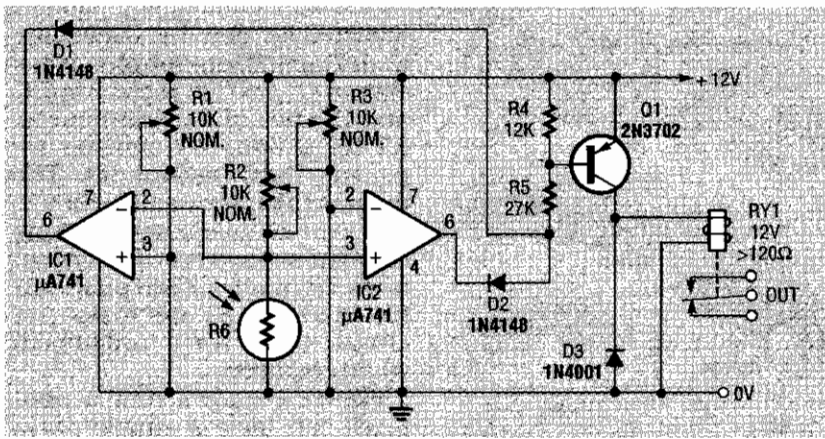 D1
1N4148
R1
10K
NOM.
R2
10K
NOM.
R3
10K
NOM.
R4
12K
R5
27K
Q1
2N3702
+ 12V
7
6
2
-
3
+
IC1
µA741
2
-
3
+
7
6
4
IC2
µA741
D2
1N4148
R6
RY1
12V
>120Ω
OUT
D3
1N4001
0V